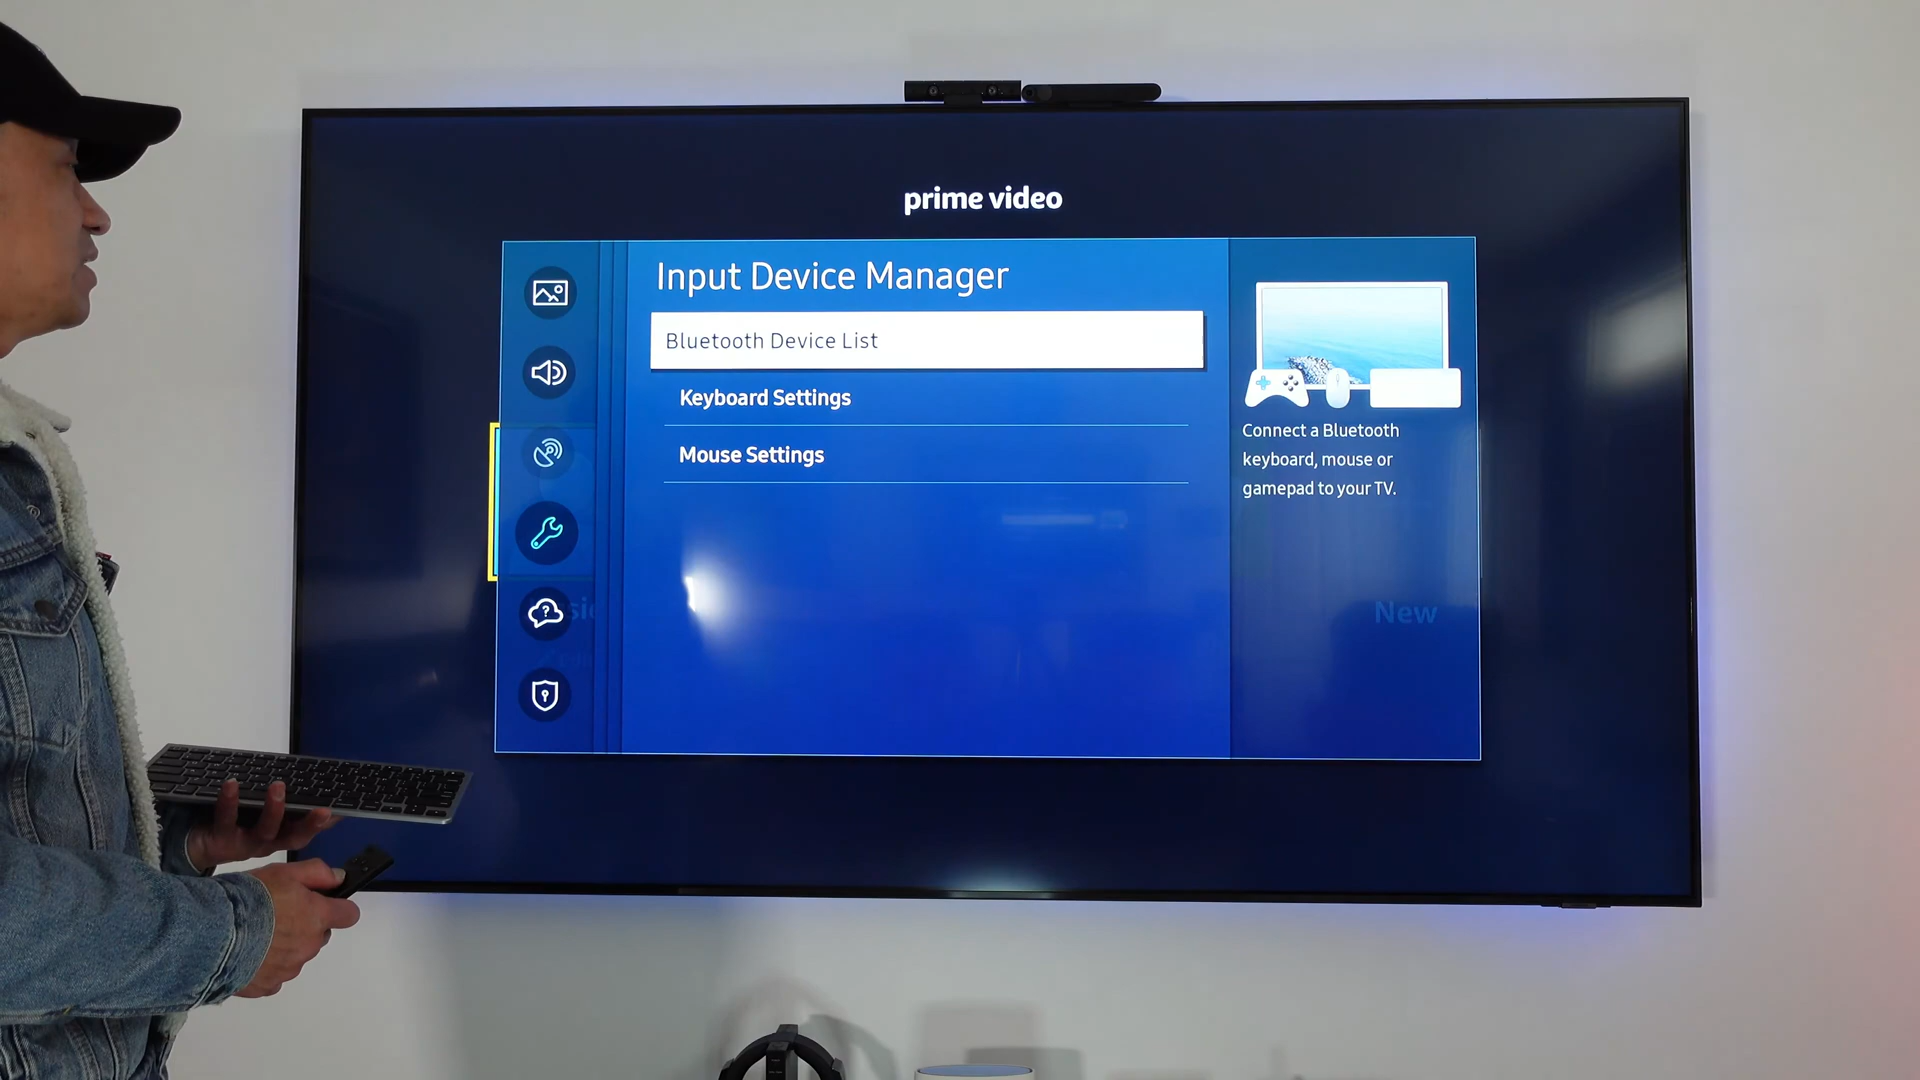 prime video
Input Device Manager
Bluetooth Device List
Keyboard Settings
Mouse Settings
Connect a Bluetooth
keyboard, mouse or
gamepad to your TV.
New